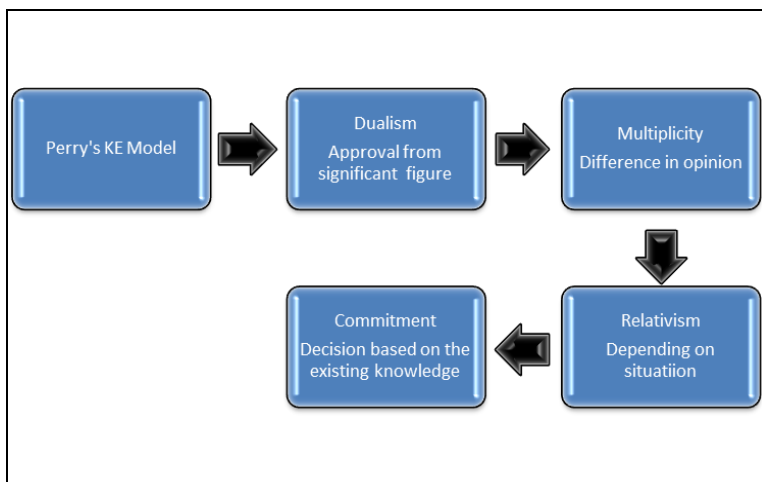 Perry's KE Model
Dualism
Approval from
significant figure
Multiplicity
Difference in opinion
Relativism
Depending on
situatiion
Commitment
Decision based on the
existing knowledge